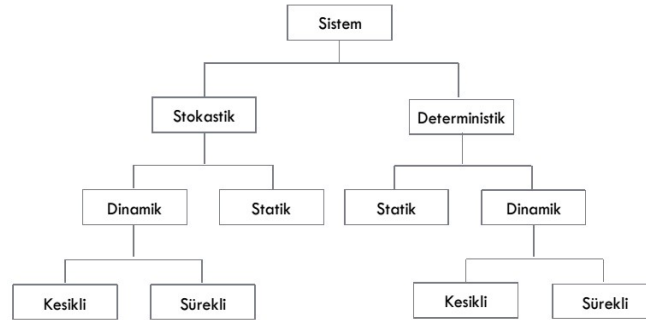 Sistem
Stokastik
Deterministik
Dinamik
Statik
Statik
Dinamik
Kesikli
Sürekli
Kesikli
Sürekli